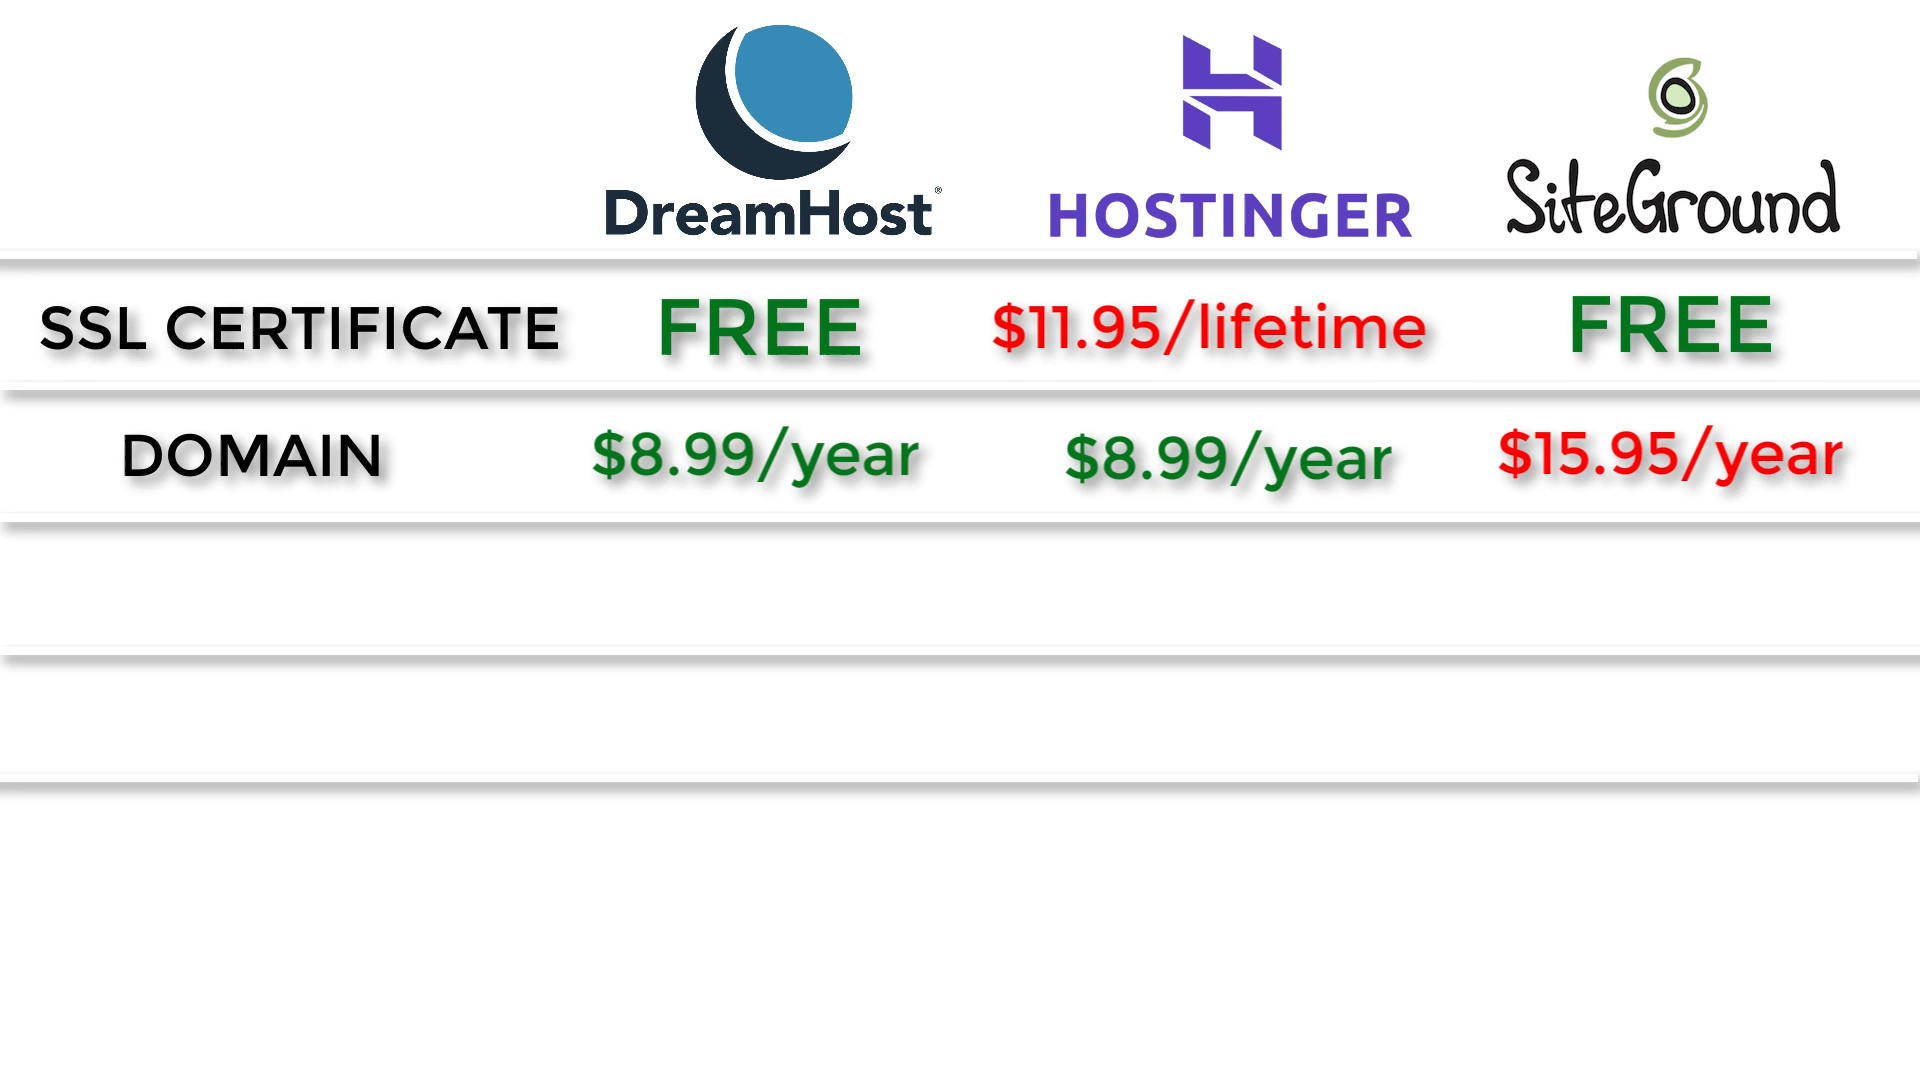 DreamHost® HOSTINGER SiteGround
SSL CERTIFICATE FREE $11.95/lifetime FREE
DOMAIN $8.99/year $8.99/year $15.95/year